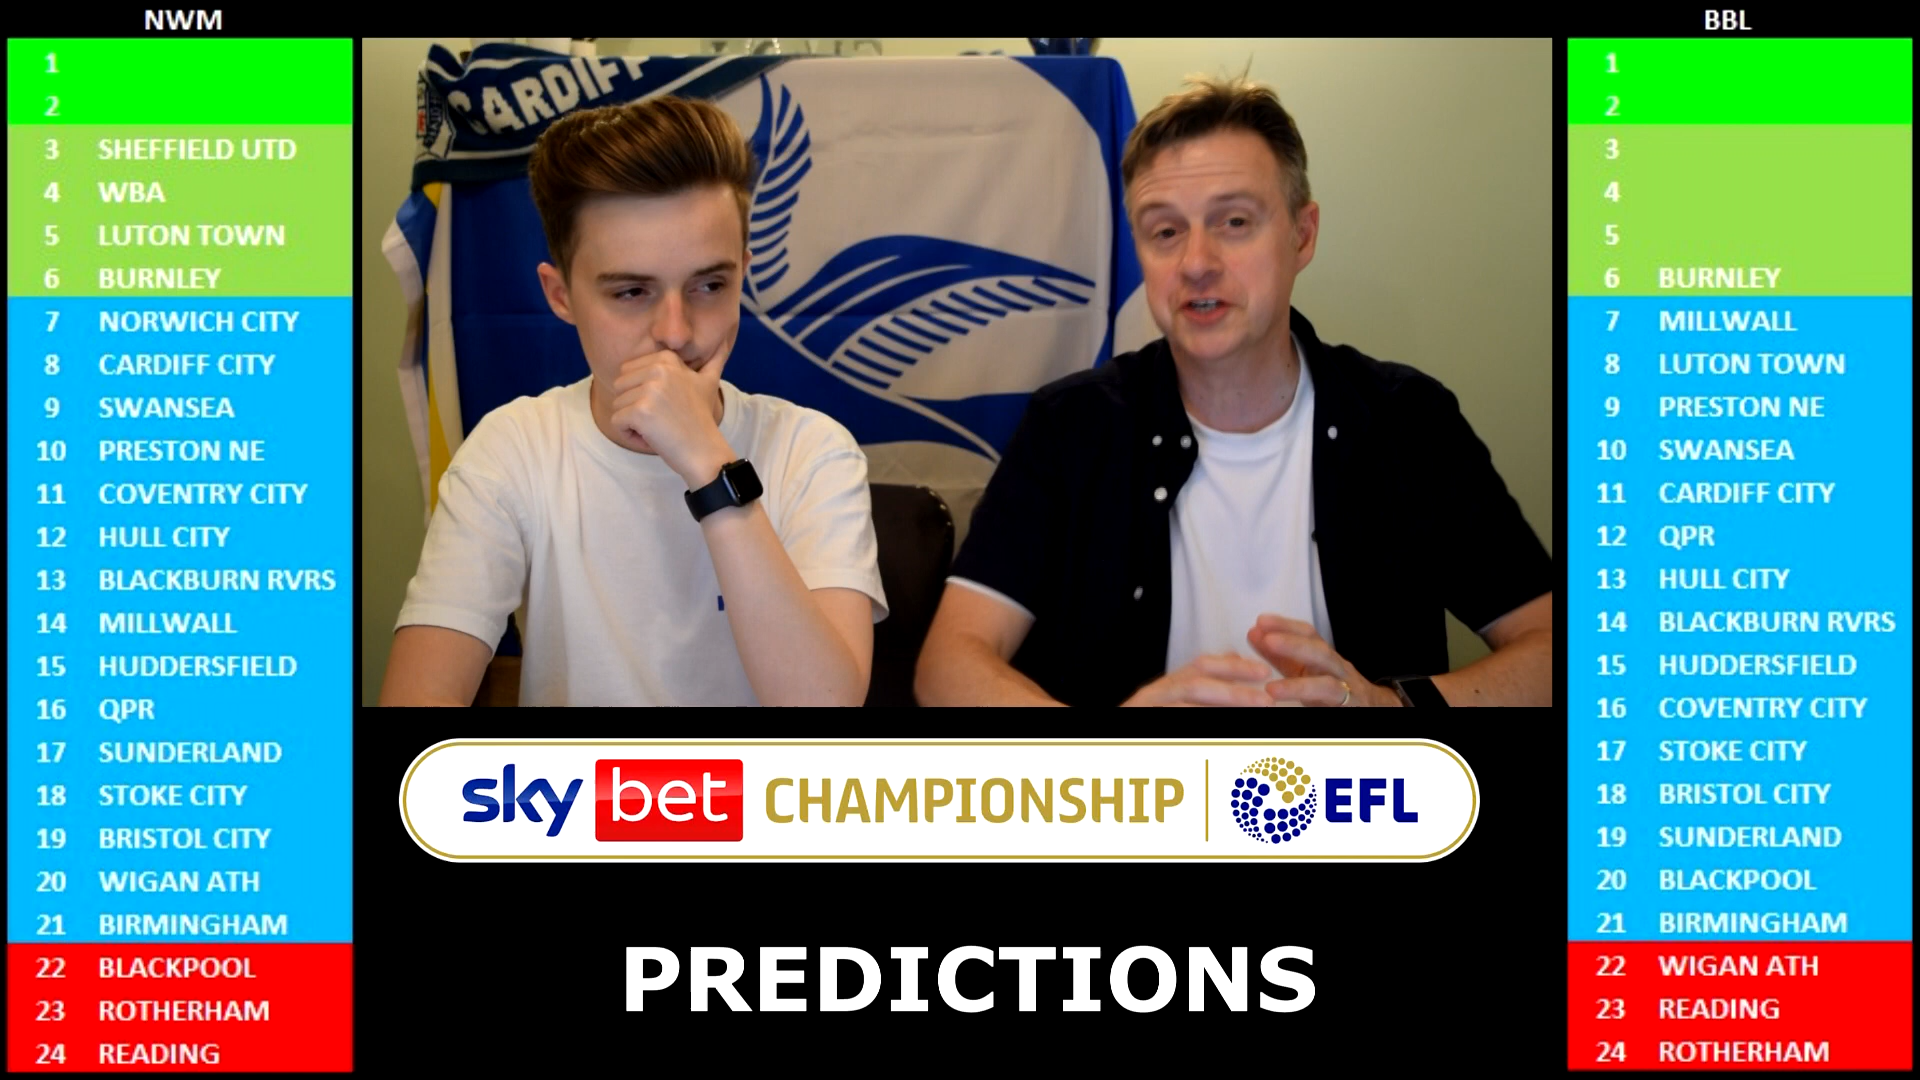 NWM
1
2
3 SHEFFIELD UTD
4 WBA
5 LUTON TOWN
6 BURNLEY
7 NORWICH CITY
8 CARDIFF CITY
9 SWANSEA
10 PRESTON NE
11 COVENTRY CITY
12 HULL CITY
13 BLACKBURN RVRS
14 MILLWALL
15 HUDDERSFIELD
16 QPR
17 SUNDERLAND
18 STOKE CITY
19 BRISTOL CITY
20 WIGAN ATH
21 BIRMINGHAM
22 BLACKPOOL
23 ROTHERHAM
24 READING
CARDIFF
sky bet CHAMPIONSHIP EFL
PREDICTIONS
BBL
1
2
3
4
5
6 BURNLEY
7 MILLWALL
8 LUTON TOWN
9 PRESTON NE
10 SWANSEA
11 CARDIFF CITY
12 QPR
13 HULL CITY
14 BLACKBURN RVRS
15 HUDDERSFIELD
16 COVENTRY CITY
17 STOKE CITY
18 BRISTOL CITY
19 SUNDERLAND
20 BLACKPOOL
21 BIRMINGHAM
22 WIGAN ATH
23 READING
24 ROTHERHAM